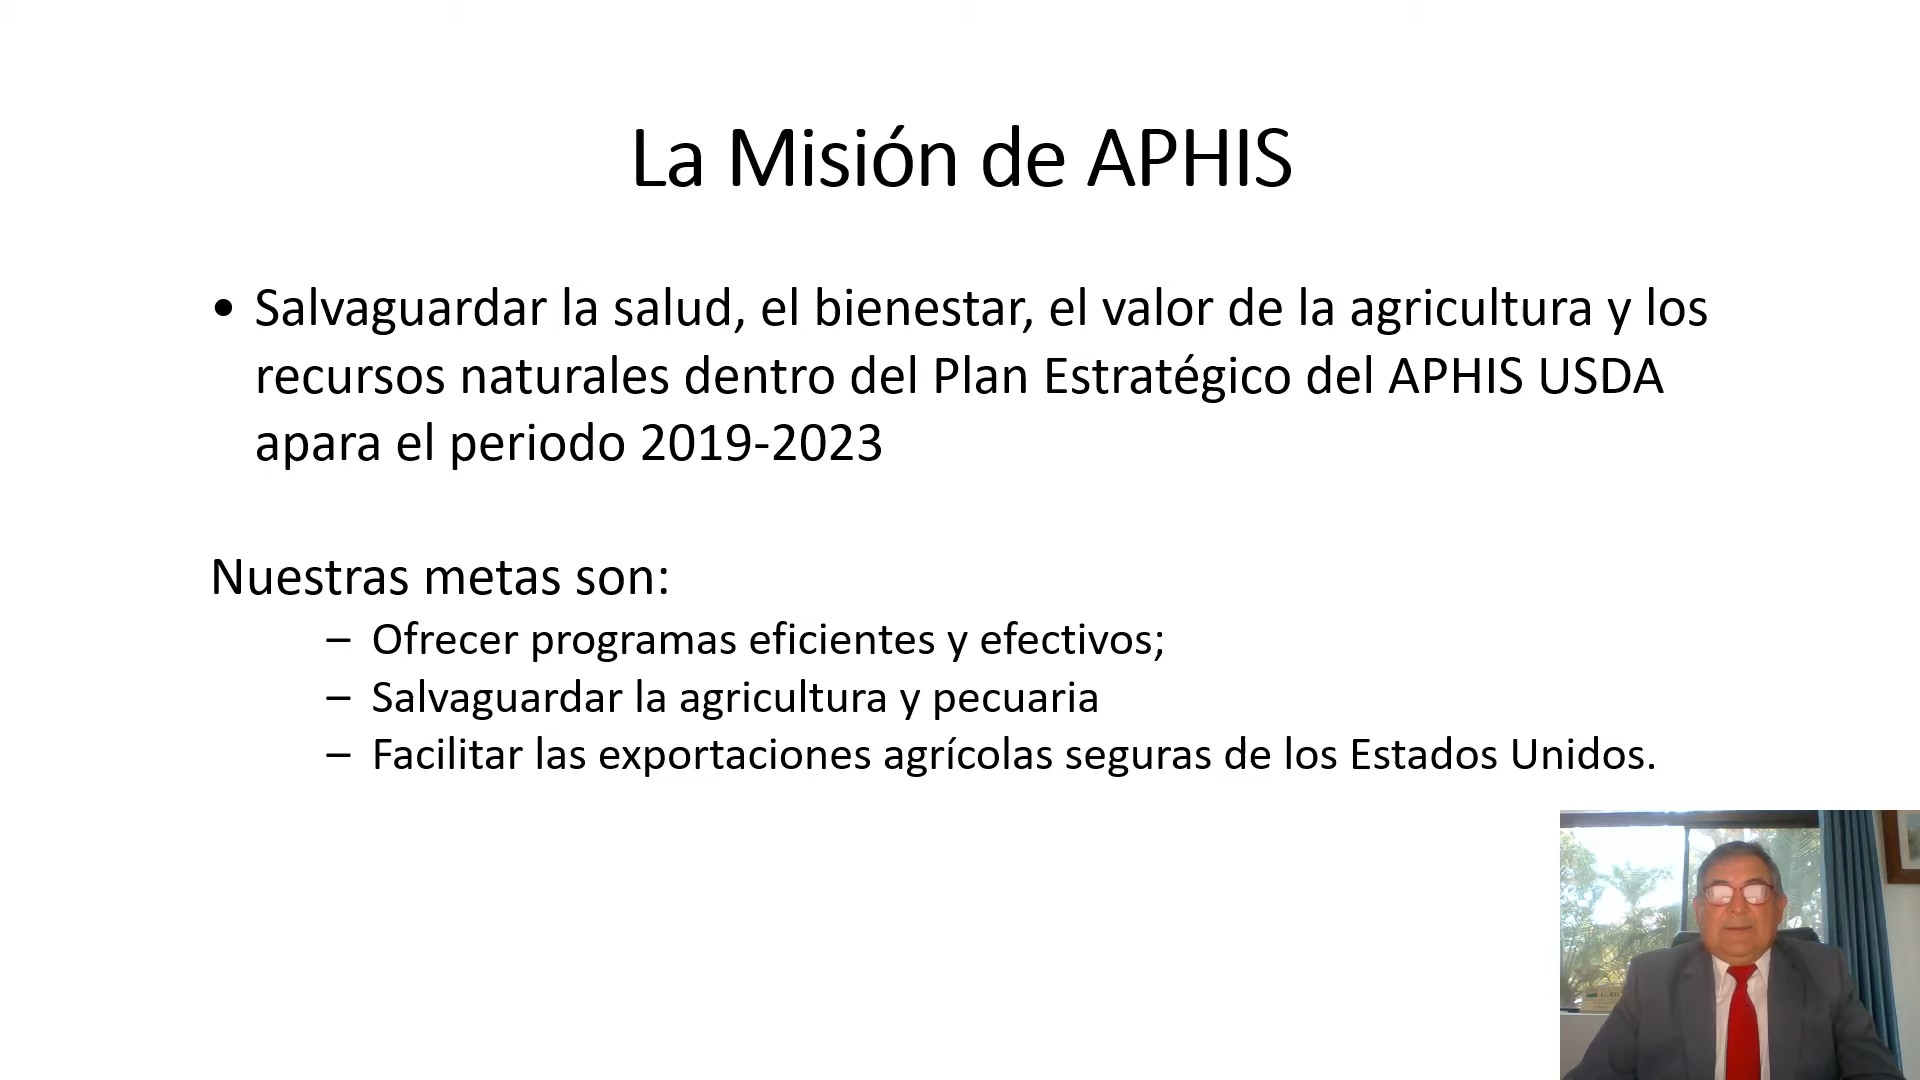 La Misión de APHIS
• Salvaguardar la salud, el bienestar, el valor de la agricultura y los
recursos naturales dentro del Plan Estratégico del APHIS USDA
apara el periodo 2019-2023
Nuestras metas son:
– Ofrecer programas eficientes y efectivos;
– Salvaguardar la agricultura y pecuaria
– Facilitar las exportaciones agrícolas seguras de los Estados Unidos.